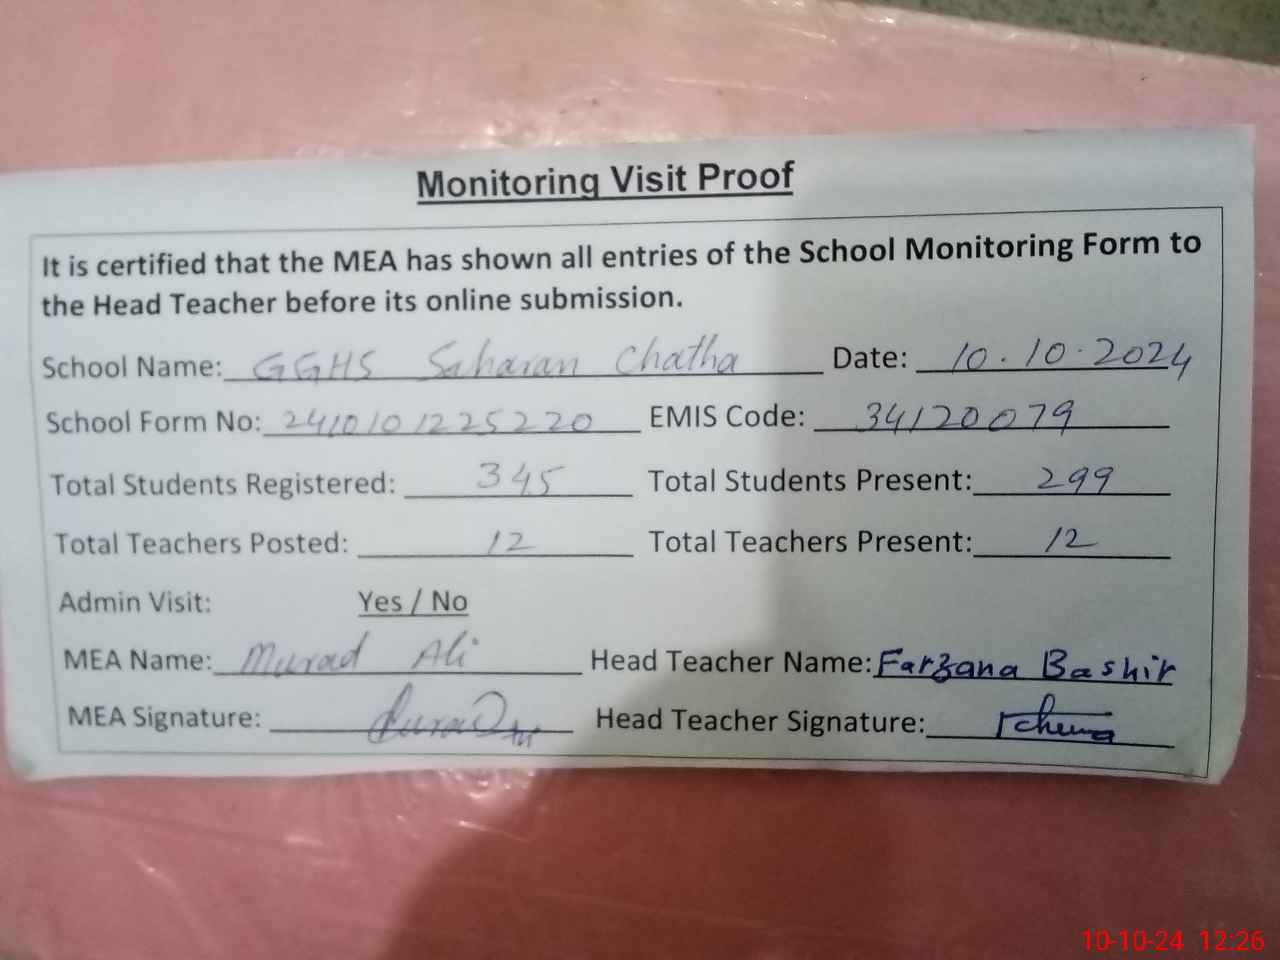 Monitoring Visit Proof
It is certified that the MEA has shown all entries of the School Monitoring Form to
the Head Teacher before its online submission.
School Name: GGHS Saharan Chatha Date: 10.10.2024
School Form No: 2410101225220 EMIS Code: 34120079
Total Students Registered: 345 Total Students Present: 299
Total Teachers Posted: 12 Total Teachers Present: 12
Admin Visit: Yes / No
MEA Name: Murad Ali Head Teacher Name: Farzana Bashir
MEA Signature: Head Teacher Signature:
10-10-24 12:26